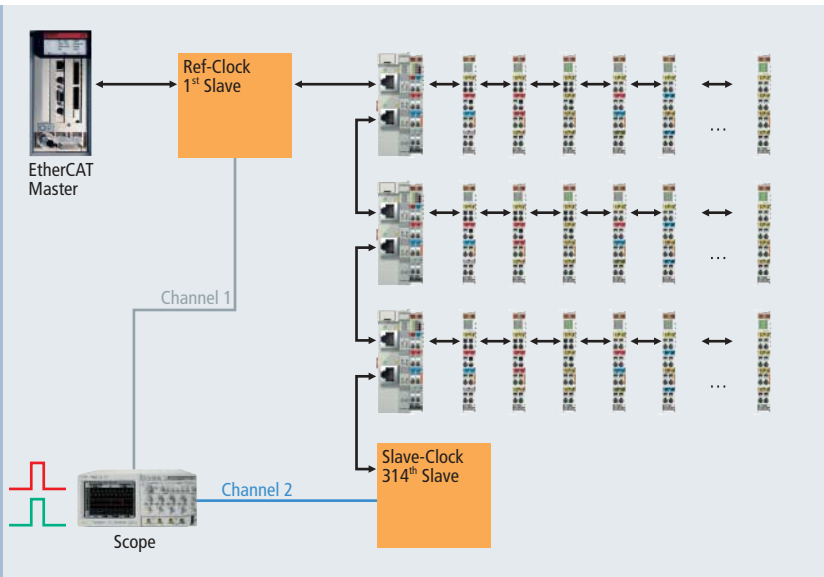 Ref-Clock
1st Slave
EtherCAT
Master
...
...
Channel 1
...
Slave-Clock
314th Slave
Channel 2
Scope